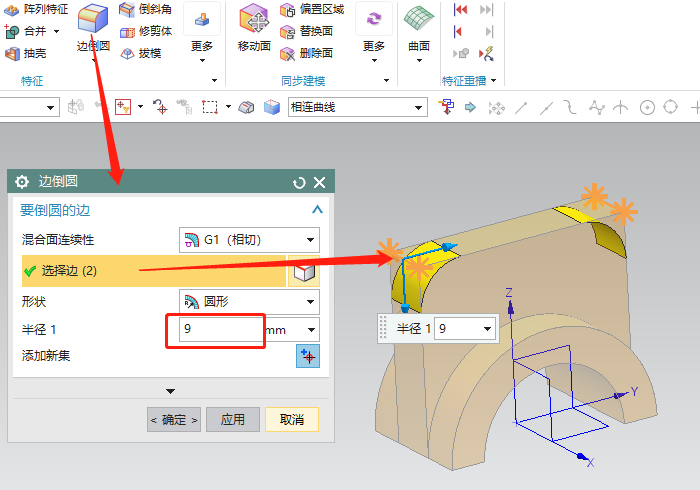 阵列特征
合并
抽壳
边倒圆
倒斜角
修剪体
拔模
更多
特征
移动面
偏置区域
替换面
删除面
更多
同步建模
曲面
特征重播
相连曲线
边倒圆
要倒圆的边
混合面连续性
G1（相切）
选择边 (2)
形状
圆形
半径 1
9
mm
添加新集
< 确定 >
应用
取消
半径 1
9
Z
Y
X